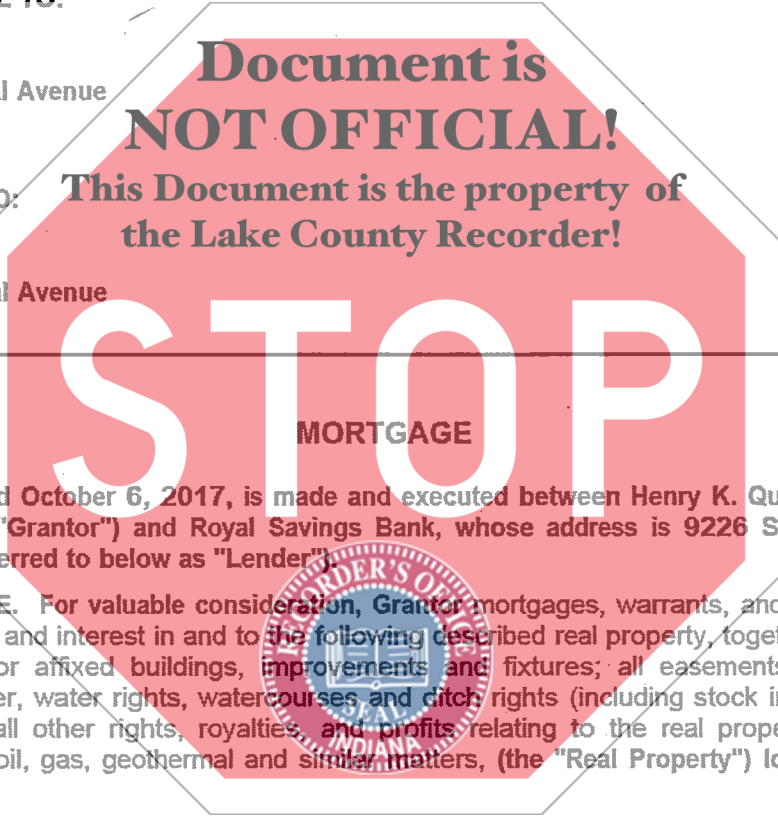 Document is
l Avenue
NOT OFFICIAL!
This Document is the property of
the Lake County Recorder!
l Avenue
STOP
MORTGAGE
d October 6, 2017, is made and executed between Henry K. Qu
"Grantor") and Royal Savings Bank, whose address is 9226 S
erred to below as "Lender").
E. For valuable consideration, Grantor mortgages, warrants, and
and interest in and to the following described real property, toget
or affixed buildings, improvements and fixtures; all easements
er, water rights, watercourses and ditch rights (including stock in
all other rights, royalties, and profits relating to the real prope
oil, gas, geothermal and similar matters, (the "Real Property") lo
RECORDER'S OFFICE
SEAL
INDIANA